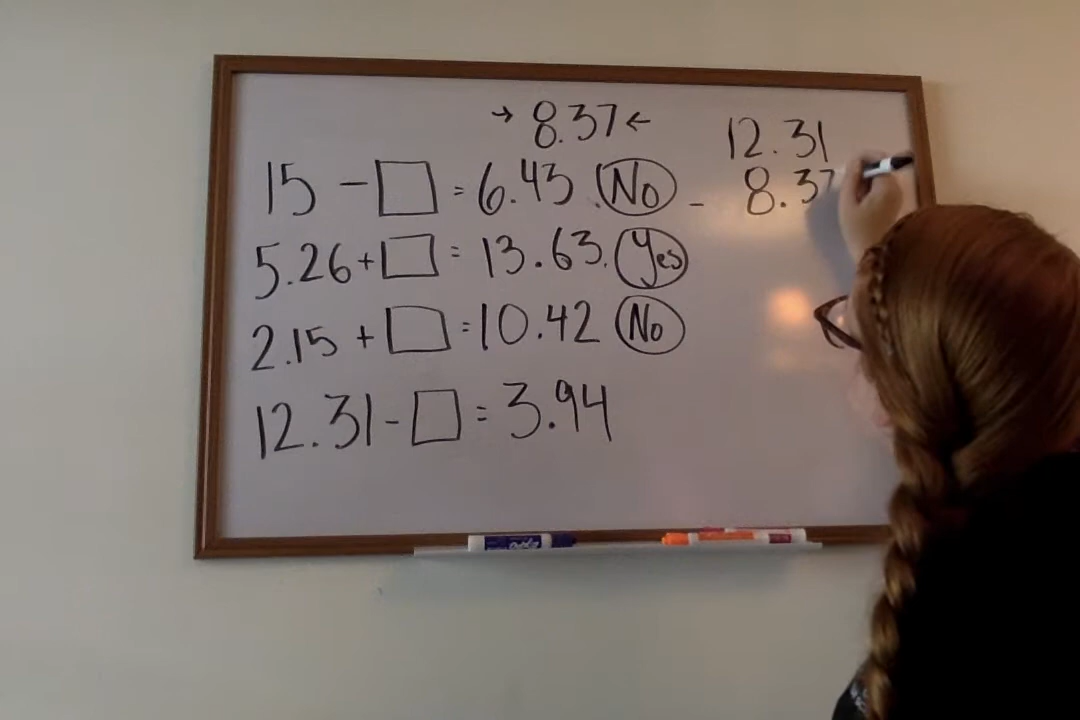 → 8.37 ←
15 - □ = 6.43 No
5.26 + □ = 13.63 Yes
2.15 + □ = 10.42 No
12.31 - □ = 3.94
12.31
- 8.37